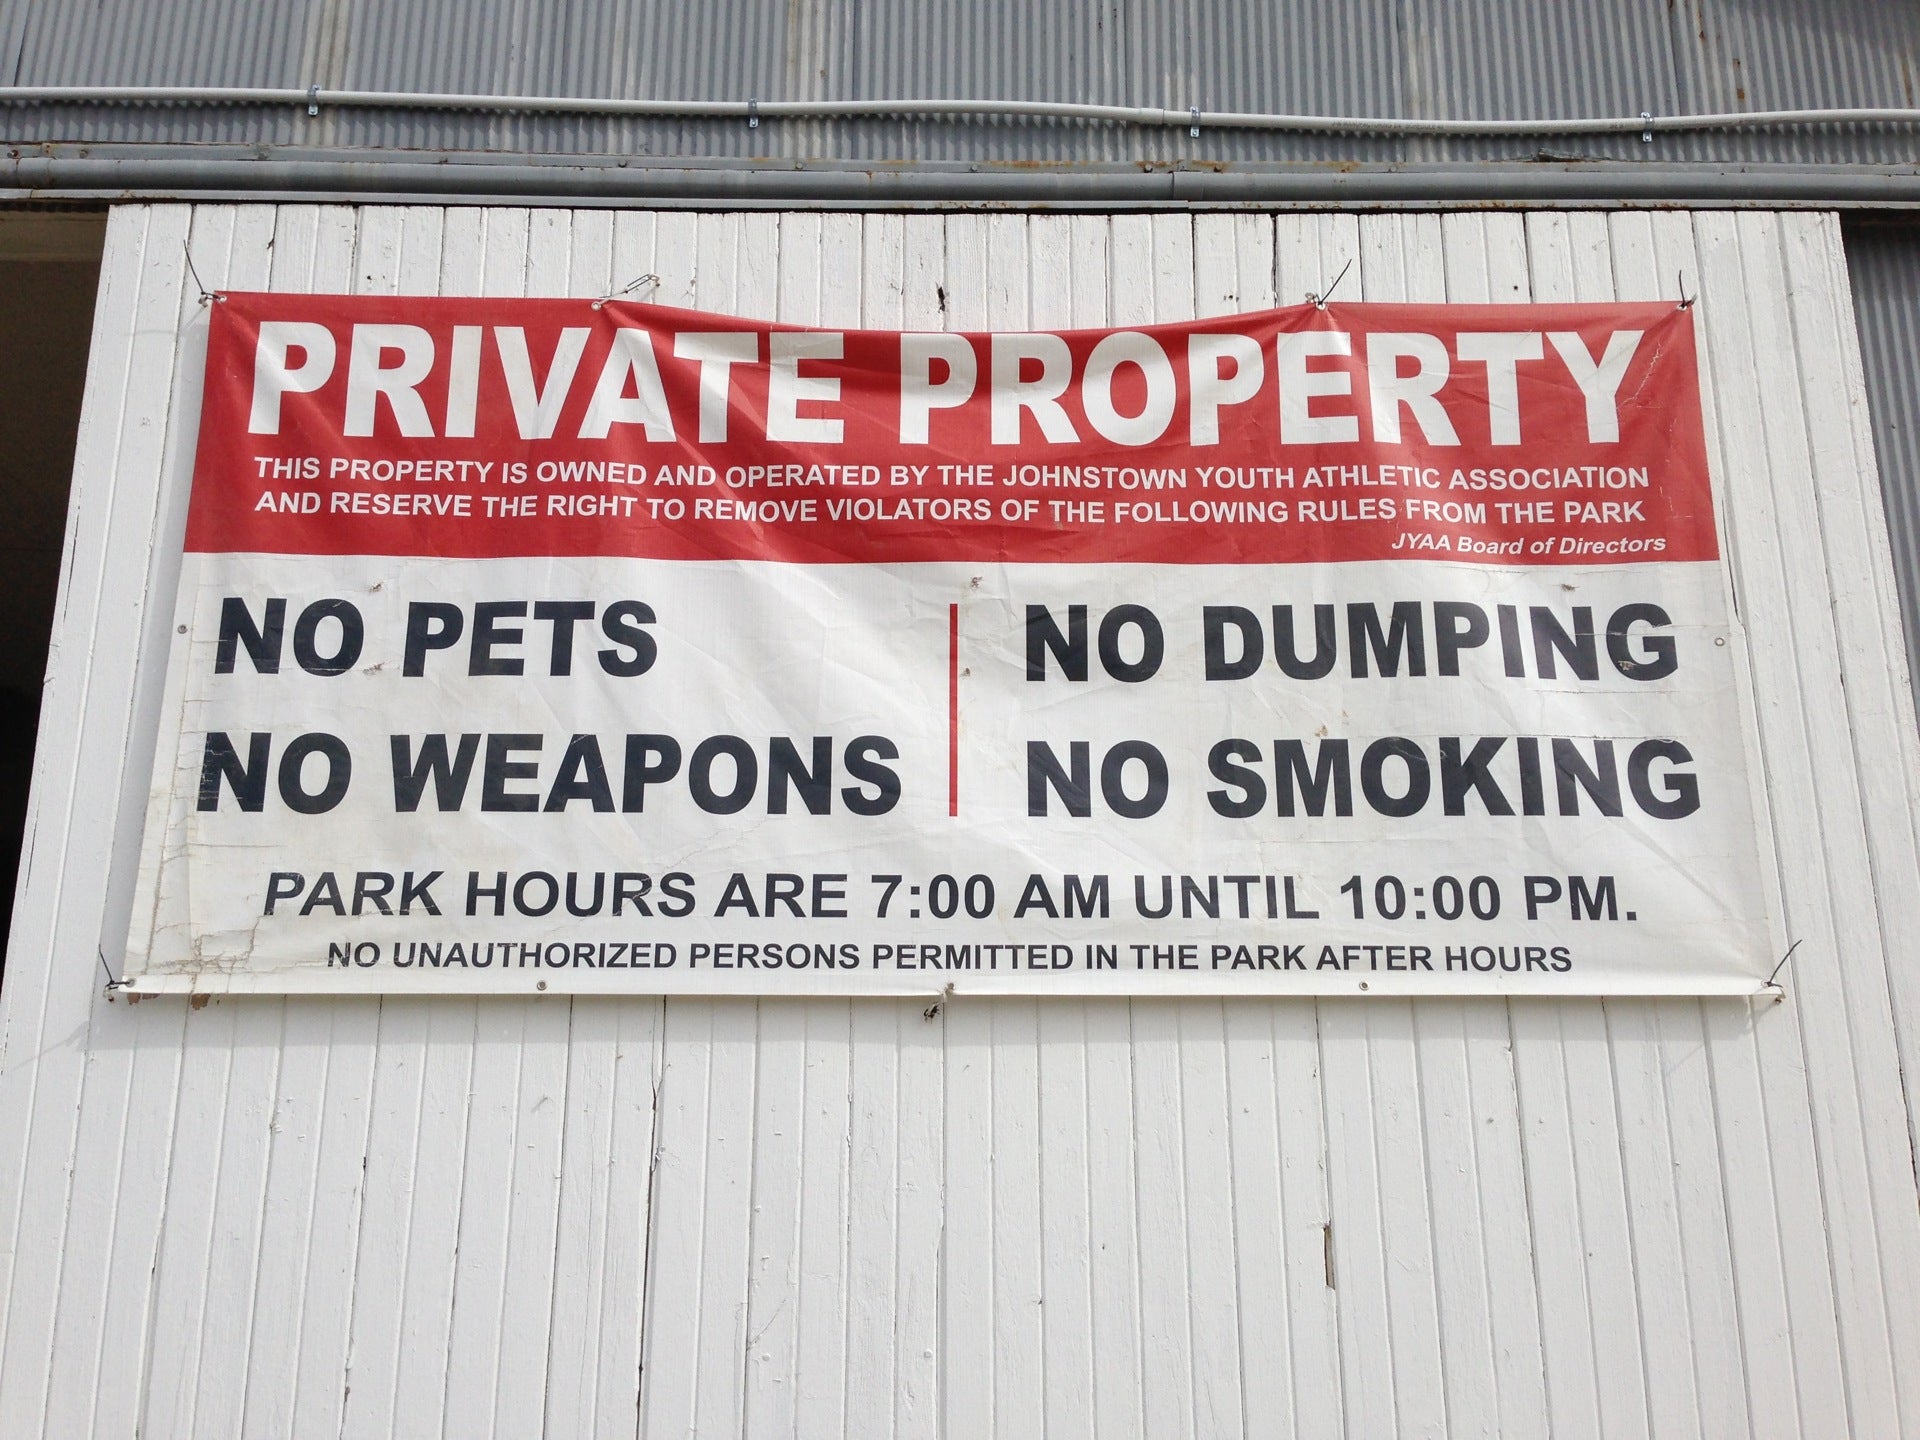 PRIVATE PROPERTY
THIS PROPERTY IS OWNED AND OPERATED BY THE JOHNSTOWN YOUTH ATHLETIC ASSOCIATION
AND RESERVE THE RIGHT TO REMOVE VIOLATORS OF THE FOLLOWING RULES FROM THE PARK
JYAA Board of Directors
NO PETS
NO WEAPONS
NO DUMPING
NO SMOKING
PARK HOURS ARE 7:00 AM UNTIL 10:00 PM.
NO UNAUTHORIZED PERSONS PERMITTED IN THE PARK AFTER HOURS